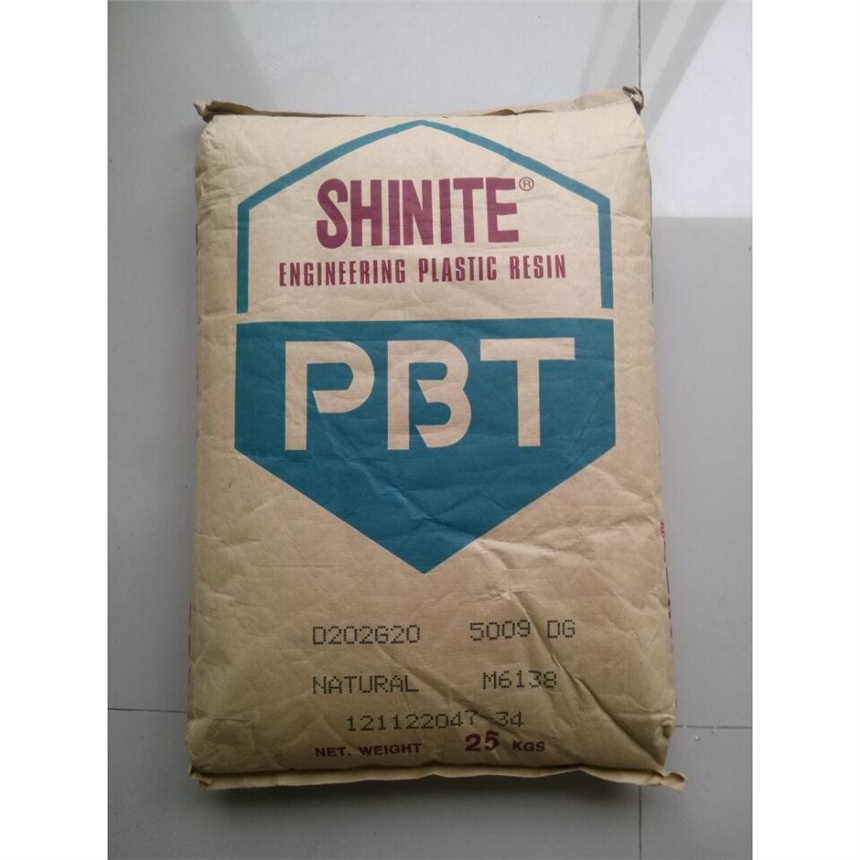 SHINITE®
ENGINEERING PLASTIC RESIN
PBT
D202G20 5009 DG
NATURAL M6138
121122047-34
NET. WEIGHT 25 KGS